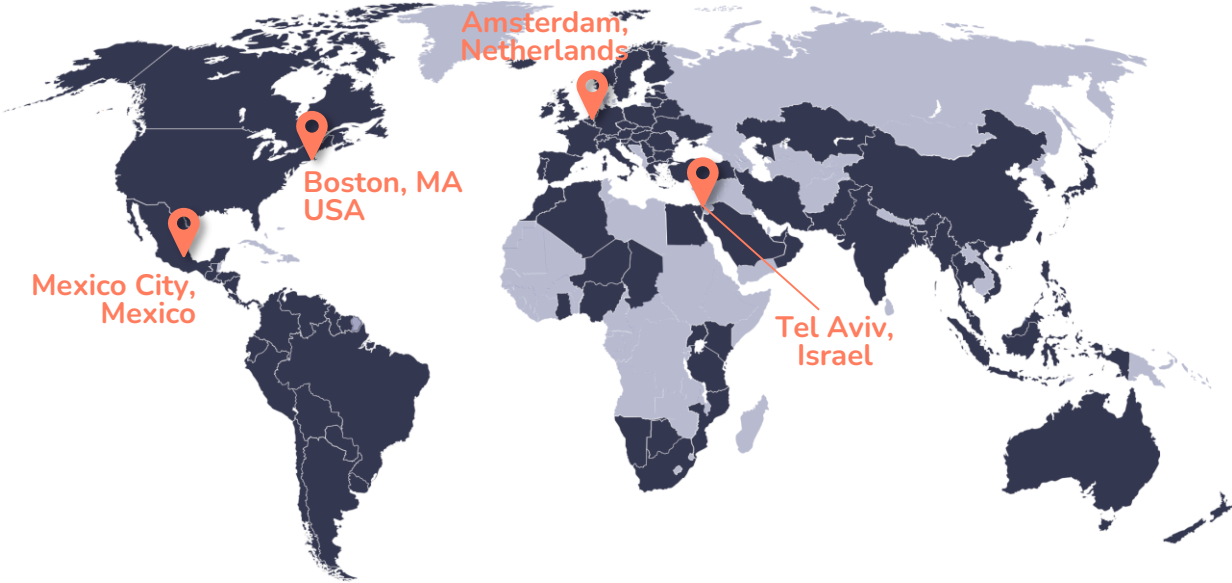 Amsterdam,
Netherlands
Boston, MA
USA
Mexico City,
Mexico
Tel Aviv,
Israel